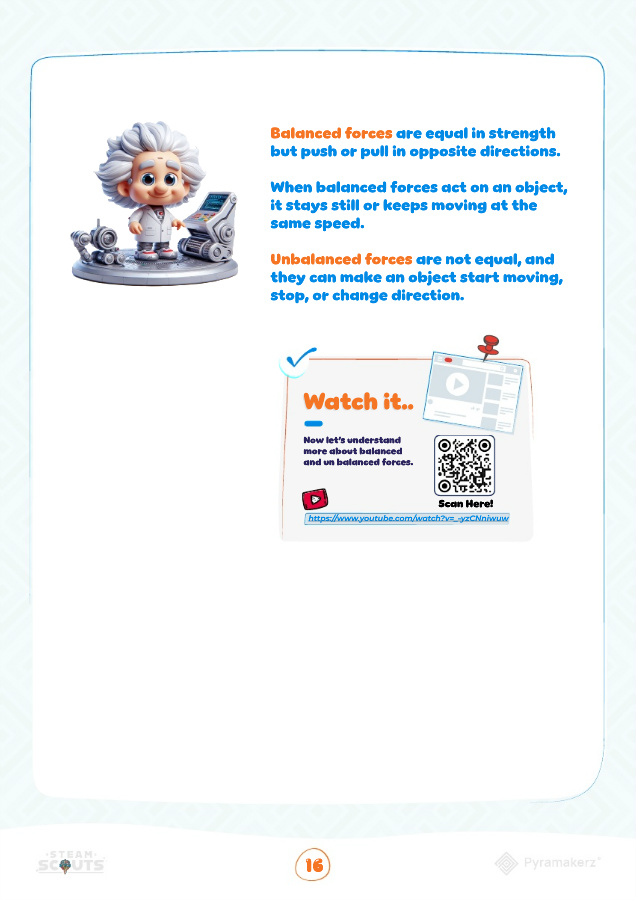 Balanced forces are equal in strength
but push or pull in opposite directions.
When balanced forces act on an object,
it stays still or keeps moving at the
same speed.
Unbalanced forces are not equal, and
they can make an object start moving,
stop, or change direction.
Watch it..
Now let's understand
more about balanced
and un balanced forces.
Scan Here!
https://www.youtube.com/watch?v=_-yzCNniwuw
STEAM
SCOUTS
16
Pyramakerz